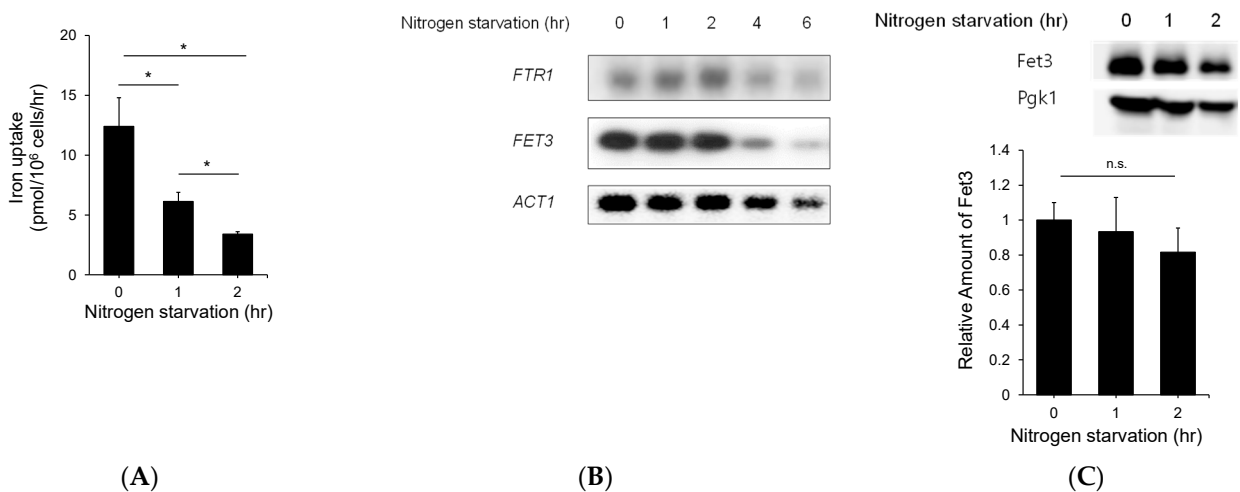 20
15
10
5
0
Iron uptake
(pmol/10⁶ cells/hr)
*
*
*
0 1 2
Nitrogen starvation (hr)
(A)
Nitrogen starvation (hr) 0 1 2 4 6
FTR1
FET3
ACT1
(B)
Nitrogen starvation (hr) 0 1 2
Fet3
Pgk1
1.4
1.2
1
0.8
0.6
0.4
0.2
0
Relative Amount of Fet3
n.s.
0 1 2
Nitrogen starvation (hr)
(C)